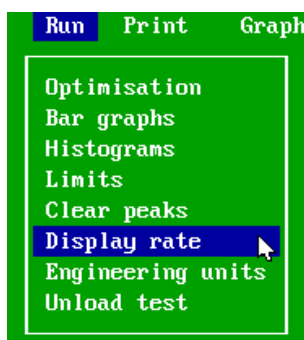 Run Print Graph
Optimisation
Bar graphs
Histograms
Limits
Clear peaks
Display rate
Engineering units
Unload test